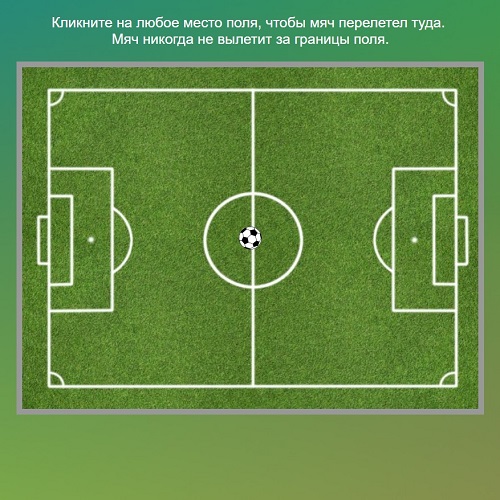 Кликните на любое место поля, чтобы мяч перелетел туда.
Мяч никогда не вылетит за границы поля.